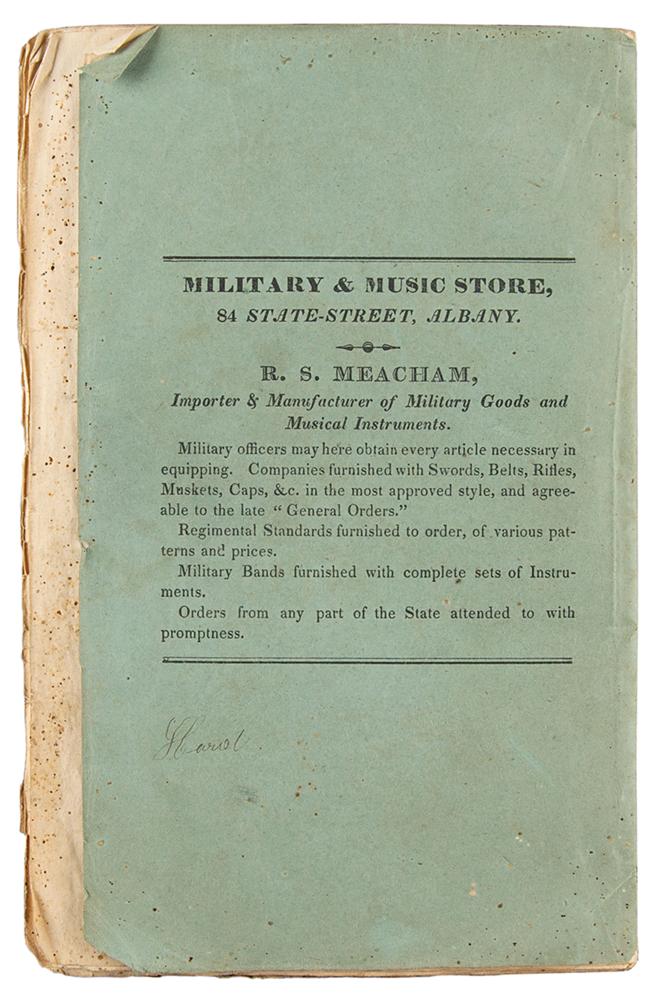 MILITARY & MUSIC STORE,
84 STATE-STREET, ALBANY.
R. S. MEACHAM,
Importer & Manufacturer of Military Goods and
Musical Instruments.
Military officers may here obtain every article necessary in
equipping. Companies furnished with Swords, Belts, Rifles,
Muskets, Caps, &c. in the most approved style, and agree-
able to the late “ General Orders.”
Regimental Standards furnished to order, of various pat-
terns and prices.
Military Bands furnished with complete sets of Instru-
ments.
Orders from any part of the State attended to with
promptness.